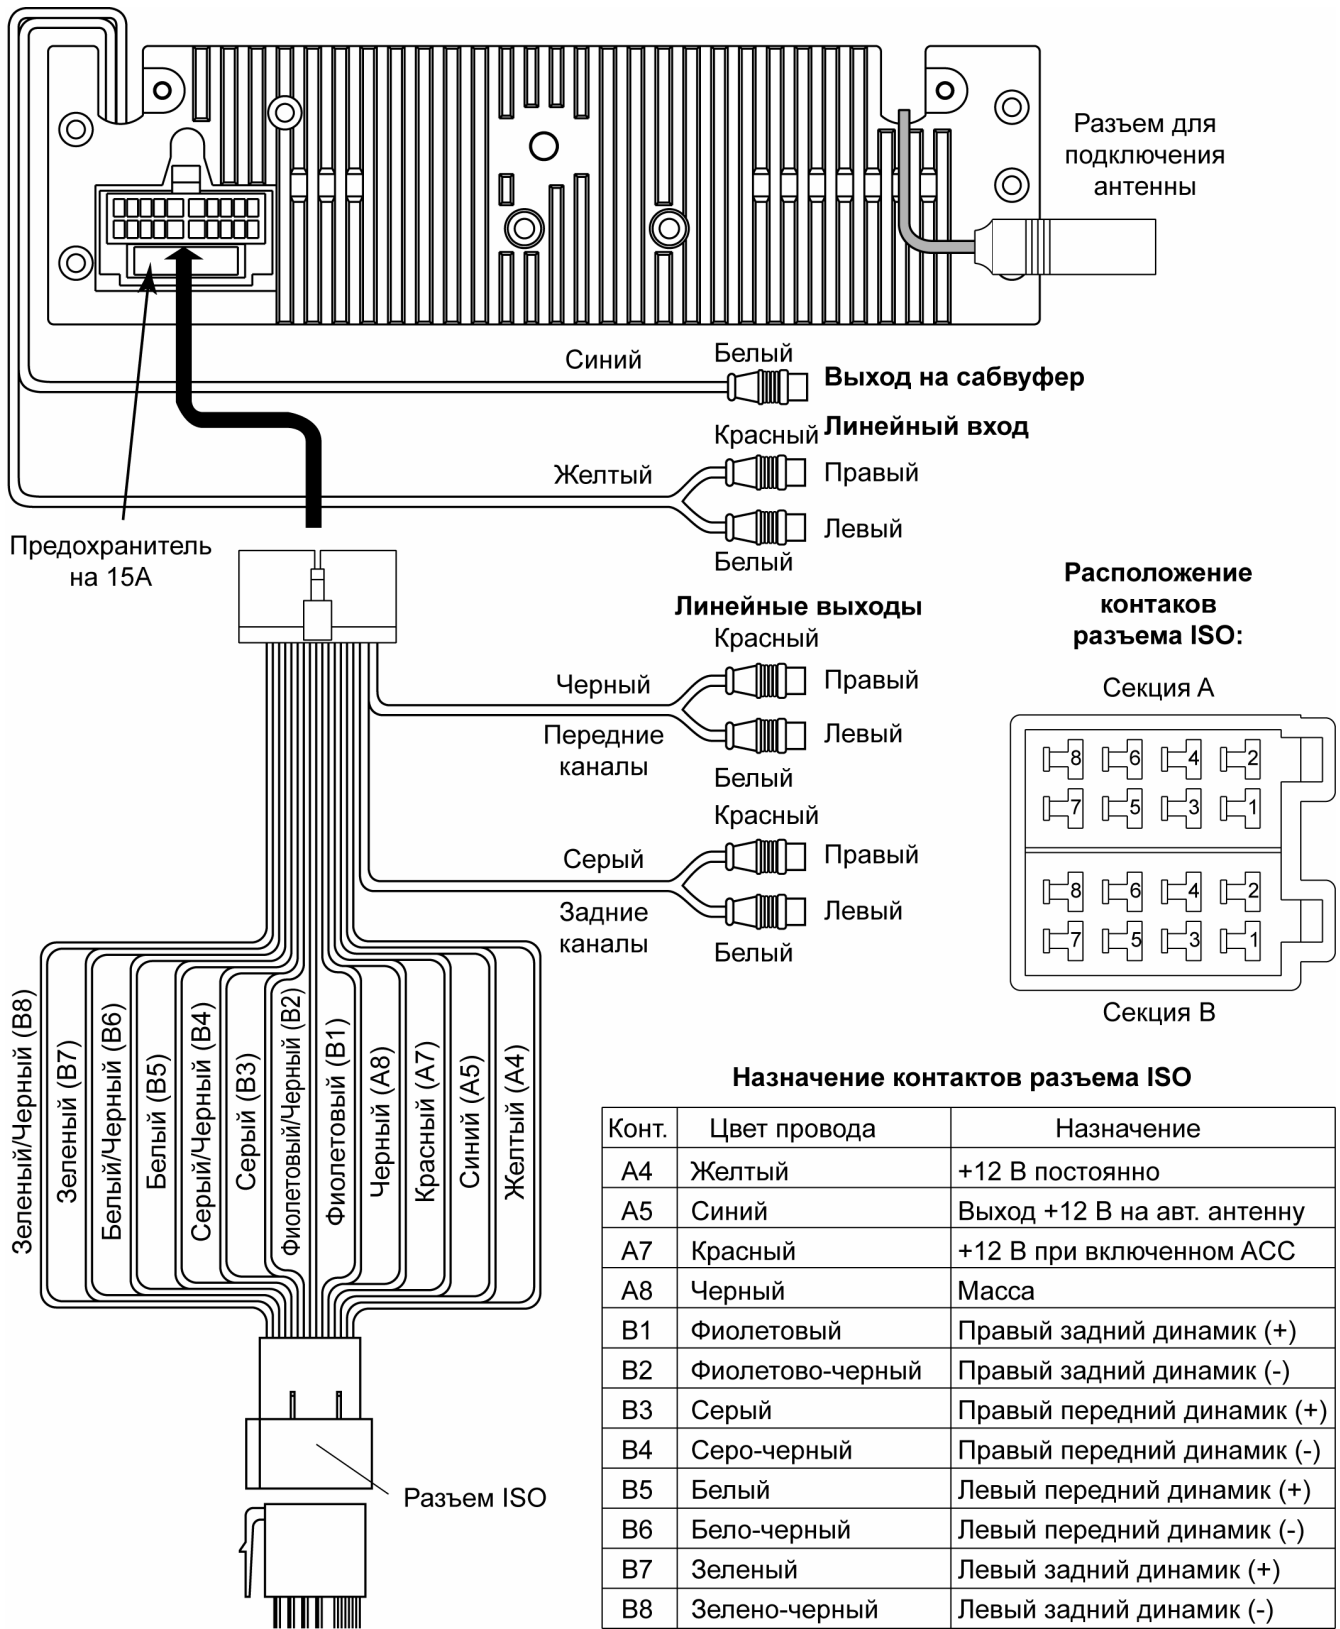 Разъем для
подключения
антенны
Синий
Белый
Выход на сабвуфер
Красный
Линейный вход
Желтый
Правый
Левый
Белый
Предохранитель
на 15А
Линейные выходы
Красный
Черный
Правый
Передние
каналы
Левый
Белый
Красный
Серый
Правый
Задние
каналы
Левый
Белый
Расположение
контаков
разъема ISO:
Секция А
8 6 4 2
7 5 3 1
8 6 4 2
7 5 3 1
Секция В
Зеленый/Черный (B8)
Зеленый (B7)
Белый/Черный (B6)
Белый (B5)
Серый/Черный (B4)
Серый (B3)
Фиолетовый/Черный (B2)
Фиолетовый (B1)
Черный (A8)
Красный (A7)
Синий (A5)
Желтый (A4)
Разъем ISO
Назначение контактов разъема ISO
Конт. Цвет провода Назначение
A4 Желтый +12 В постоянно
A5 Синий Выход +12 В на авт. антенну
A7 Красный +12 В при включенном ACC
A8 Черный Масса
B1 Фиолетовый Правый задний динамик (+)
B2 Фиолетово-черный Правый задний динамик (-)
B3 Серый Правый передний динамик (+)
B4 Серо-черный Правый передний динамик (-)
B5 Белый Левый передний динамик (+)
B6 Бело-черный Левый передний динамик (-)
B7 Зеленый Левый задний динамик (+)
B8 Зелено-черный Левый задний динамик (-)